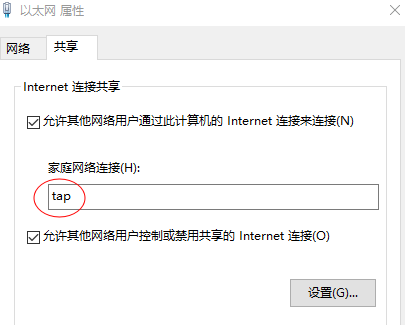 以太网 属性
网络
共享
Internet 连接共享
允许其他网络用户通过此计算机的 Internet 连接来连接(N)
家庭网络连接(H):
tap
允许其他网络用户控制或禁用共享的 Internet 连接(O)
设置(G)...